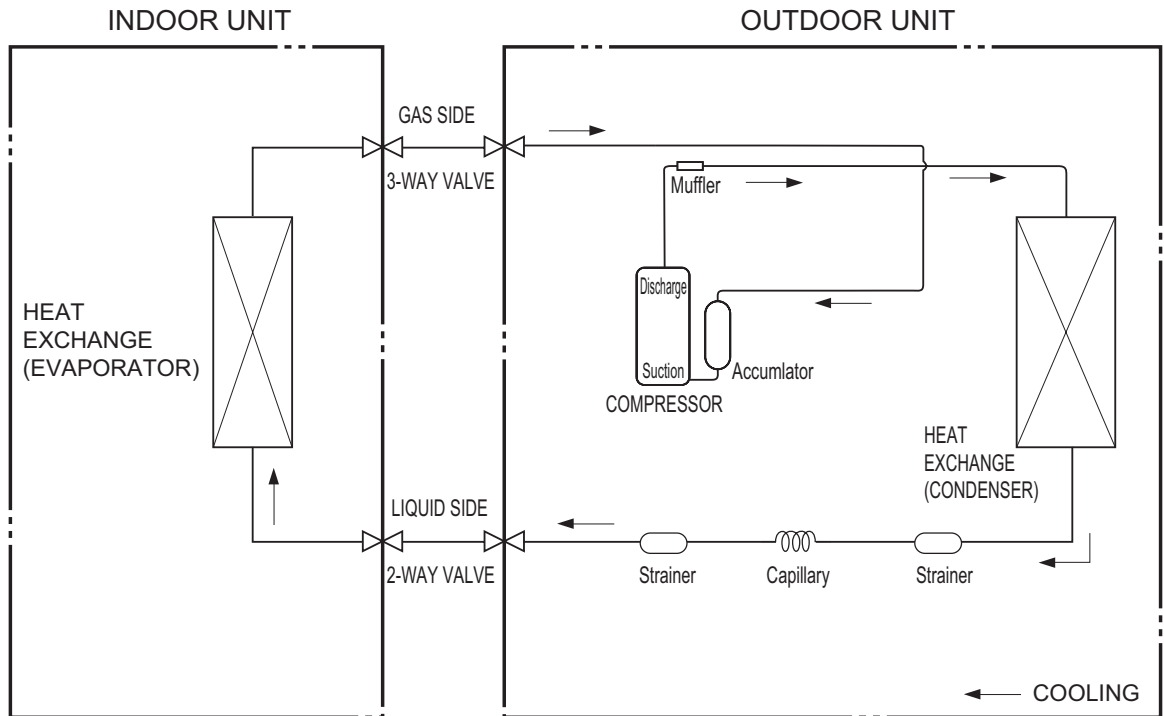 INDOOR UNIT
OUTDOOR UNIT
GAS SIDE
3-WAY VALVE
Muffler
Discharge
Suction
Accumlator
COMPRESSOR
HEAT
EXCHANGE
(EVAPORATOR)
HEAT
EXCHANGE
(CONDENSER)
LIQUID SIDE
2-WAY VALVE
Strainer
Capillary
Strainer
COOLING